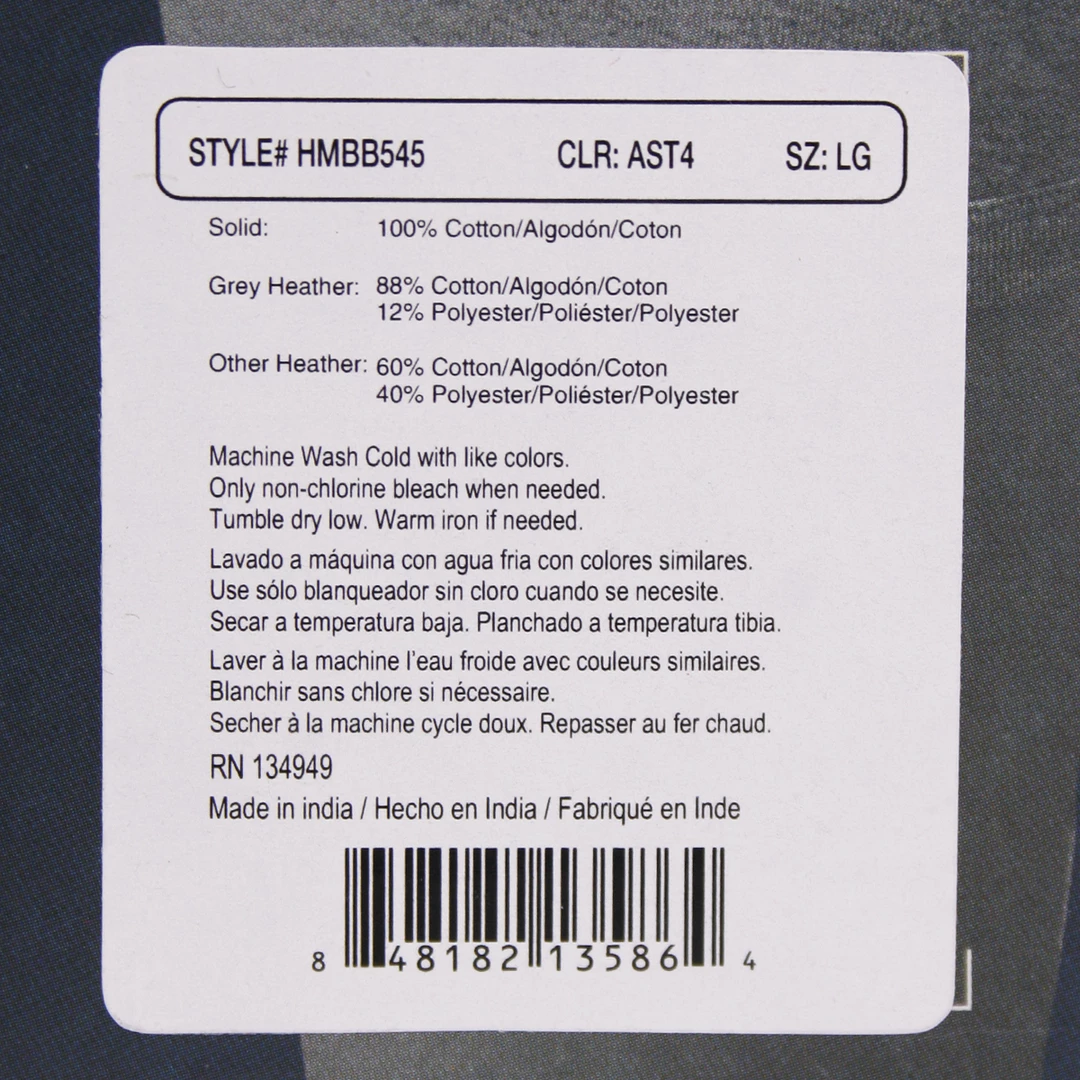 STYLE# HMBB545 CLR: AST4 SZ: LG
Solid: 100% Cotton/Algodón/Coton
Grey Heather: 88% Cotton/Algodón/Coton
12% Polyester/Poliéster/Polyester
Other Heather: 60% Cotton/Algodón/Coton
40% Polyester/Poliéster/Polyester
Machine Wash Cold with like colors.
Only non-chlorine bleach when needed.
Tumble dry low. Warm iron if needed.
Lavado a máquina con agua fria con colores similares.
Use sólo blanqueador sin cloro cuando se necesite.
Secar a temperatura baja. Planchado a temperatura tibia.
Laver à la machine l'eau froide avec couleurs similaires.
Blanchir sans chlore si nécessaire.
Secher à la machine cycle doux. Repasser au fer chaud.
RN 134949
Made in india / Hecho en India / Fabriqué en Inde
8 48182 13586 4